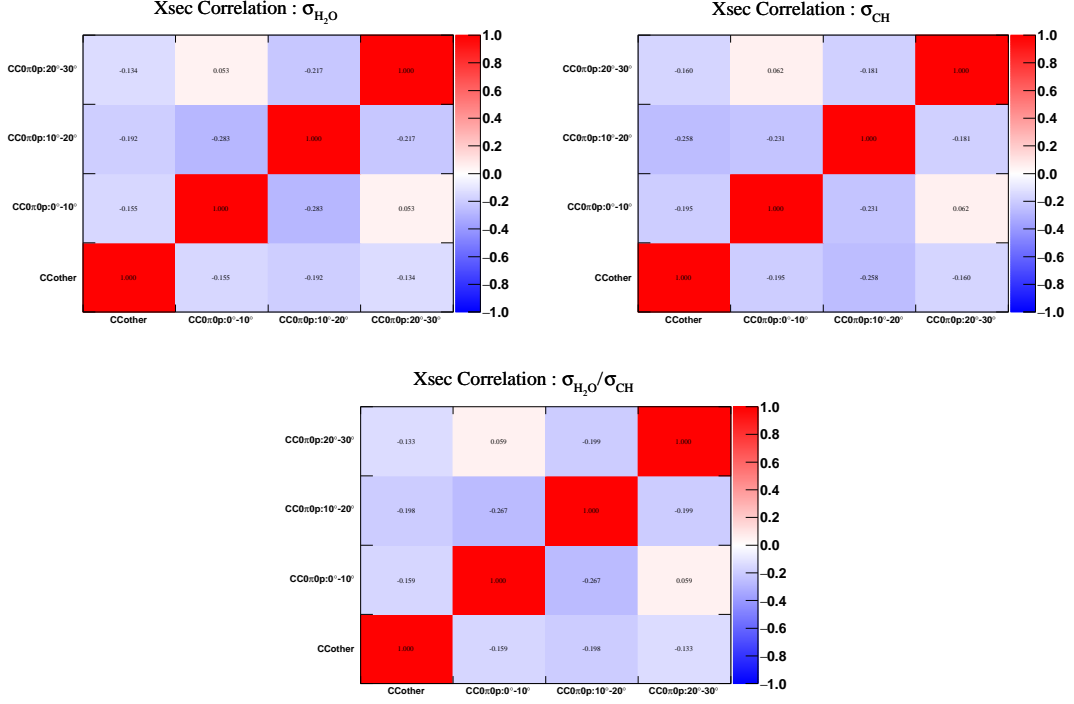 Xsec Correlation : σH₂O
CC0π0p:20°-30° -0.134 0.053 -0.217 1.000
CC0π0p:10°-20° -0.192 -0.283 1.000 -0.217
CC0π0p:0°-10° -0.155 1.000 -0.283 0.053
CCother 1.000 -0.155 -0.192 -0.134
CCother CC0π0p:0°-10° CC0π0p:10°-20° CC0π0p:20°-30°
1.0
0.8
0.6
0.4
0.2
0.0
−0.2
−0.4
−0.6
−0.8
−1.0
Xsec Correlation : σCH
CC0π0p:20°-30° -0.160 0.062 -0.181 1.000
CC0π0p:10°-20° -0.258 -0.231 1.000 -0.181
CC0π0p:0°-10° -0.195 1.000 -0.231 0.062
CCother 1.000 -0.195 -0.258 -0.160
CCother CC0π0p:0°-10° CC0π0p:10°-20° CC0π0p:20°-30°
1.0
0.8
0.6
0.4
0.2
0.0
−0.2
−0.4
−0.6
−0.8
−1.0
Xsec Correlation : σH₂O/σCH
CC0π0p:20°-30° -0.133 0.059 -0.199 1.000
CC0π0p:10°-20° -0.198 -0.267 1.000 -0.199
CC0π0p:0°-10° -0.159 1.000 -0.267 0.059
CCother 1.000 -0.159 -0.198 -0.133
CCother CC0π0p:0°-10° CC0π0p:10°-20° CC0π0p:20°-30°
1.0
0.8
0.6
0.4
0.2
0.0
−0.2
−0.4
−0.6
−0.8
−1.0